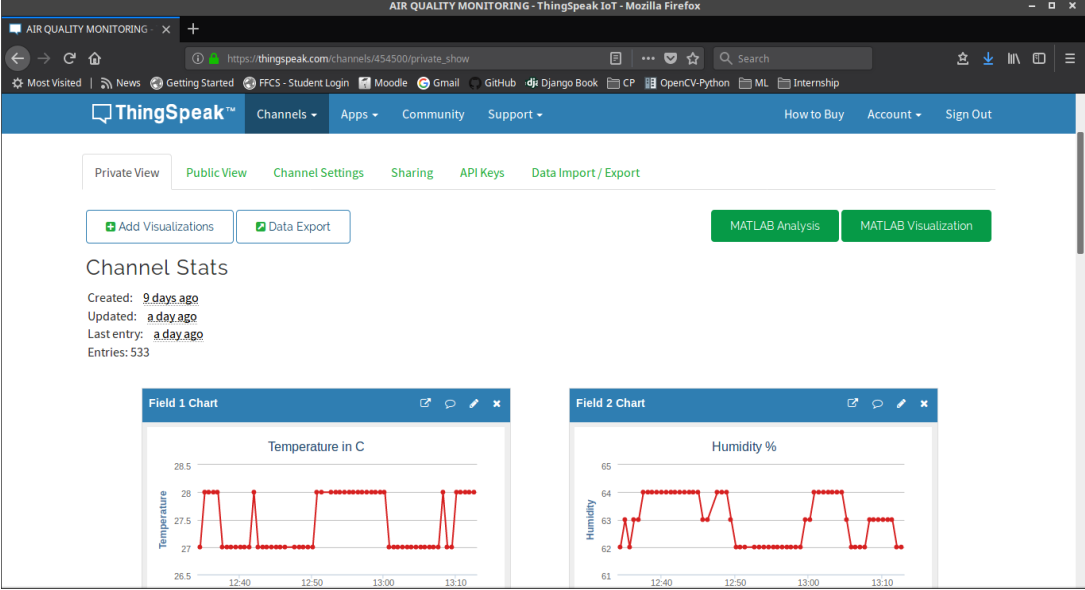 AIR QUALITY MONITORING - ThingSpeak IoT - Mozilla Firefox
AIR QUALITY MONITORING -
https://thingspeak.com/channels/454500/private_show
Search
Most Visited News Getting Started FFCS - Student Login Moodle Gmail GitHub dj Django Book CP OpenCV-Python ML Internship
ThingSpeak™ Channels Apps Community Support How to Buy Account Sign Out
Private View Public View Channel Settings Sharing API Keys Data Import / Export
Add Visualizations Data Export MATLAB Analysis MATLAB Visualization
Channel Stats
Created: 9 days ago
Updated: a day ago
Last entry: a day ago
Entries: 533
Field 1 Chart
Temperature in C
Temperature
28.5
28
27.5
27
26.5
12:40 12:50 13:00 13:10
Field 2 Chart
Humidity %
Humidity
65
64
63
62
61
12:40 12:50 13:00 13:10